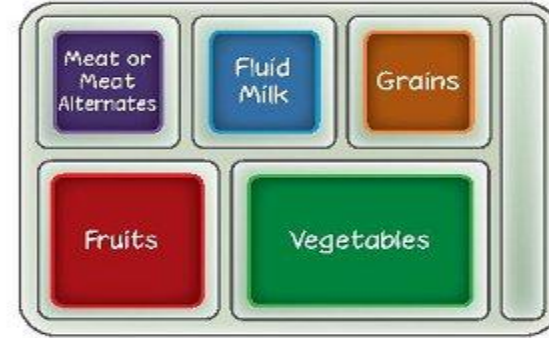 Meat or
Meat
Alternates
Fluid
Milk
Grains
Fruits
Vegetables